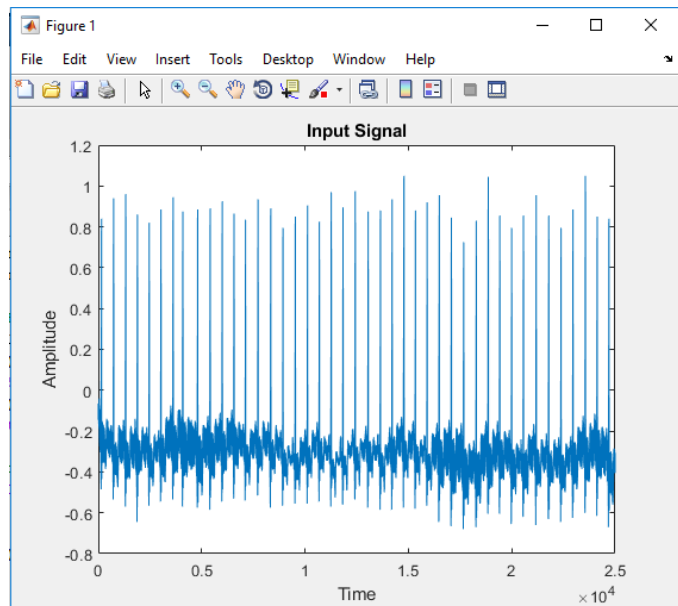 Figure 1
File Edit View Insert Tools Desktop Window Help
Input Signal
1.2
1
0.8
0.6
0.4
0.2
0
-0.2
-0.4
-0.6
-0.8
Amplitude
0 0.5 1 1.5 2 2.5
Time
×10⁴